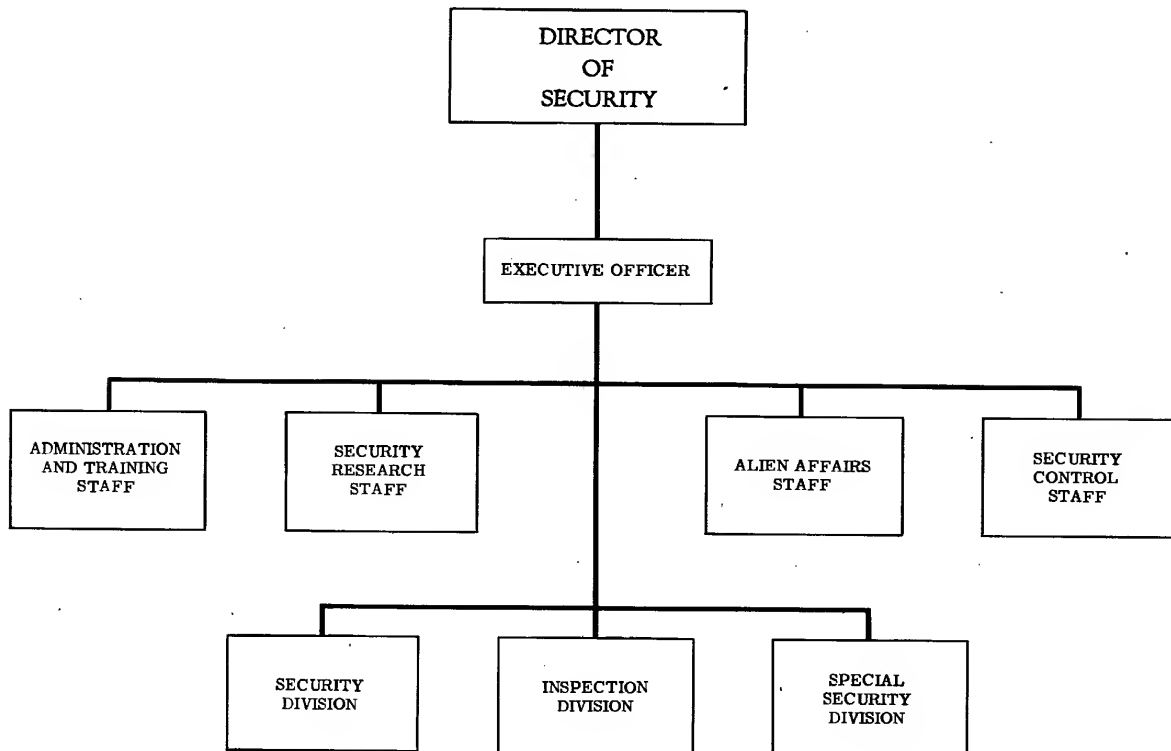 DIRECTOR
OF
SECURITY
EXECUTIVE OFFICER
ADMINISTRATION
AND TRAINING
STAFF
SECURITY
RESEARCH
STAFF
ALIEN AFFAIRS
STAFF
SECURITY
CONTROL
STAFF
SECURITY
DIVISION
INSPECTION
DIVISION
SPECIAL
SECURITY
DIVISION